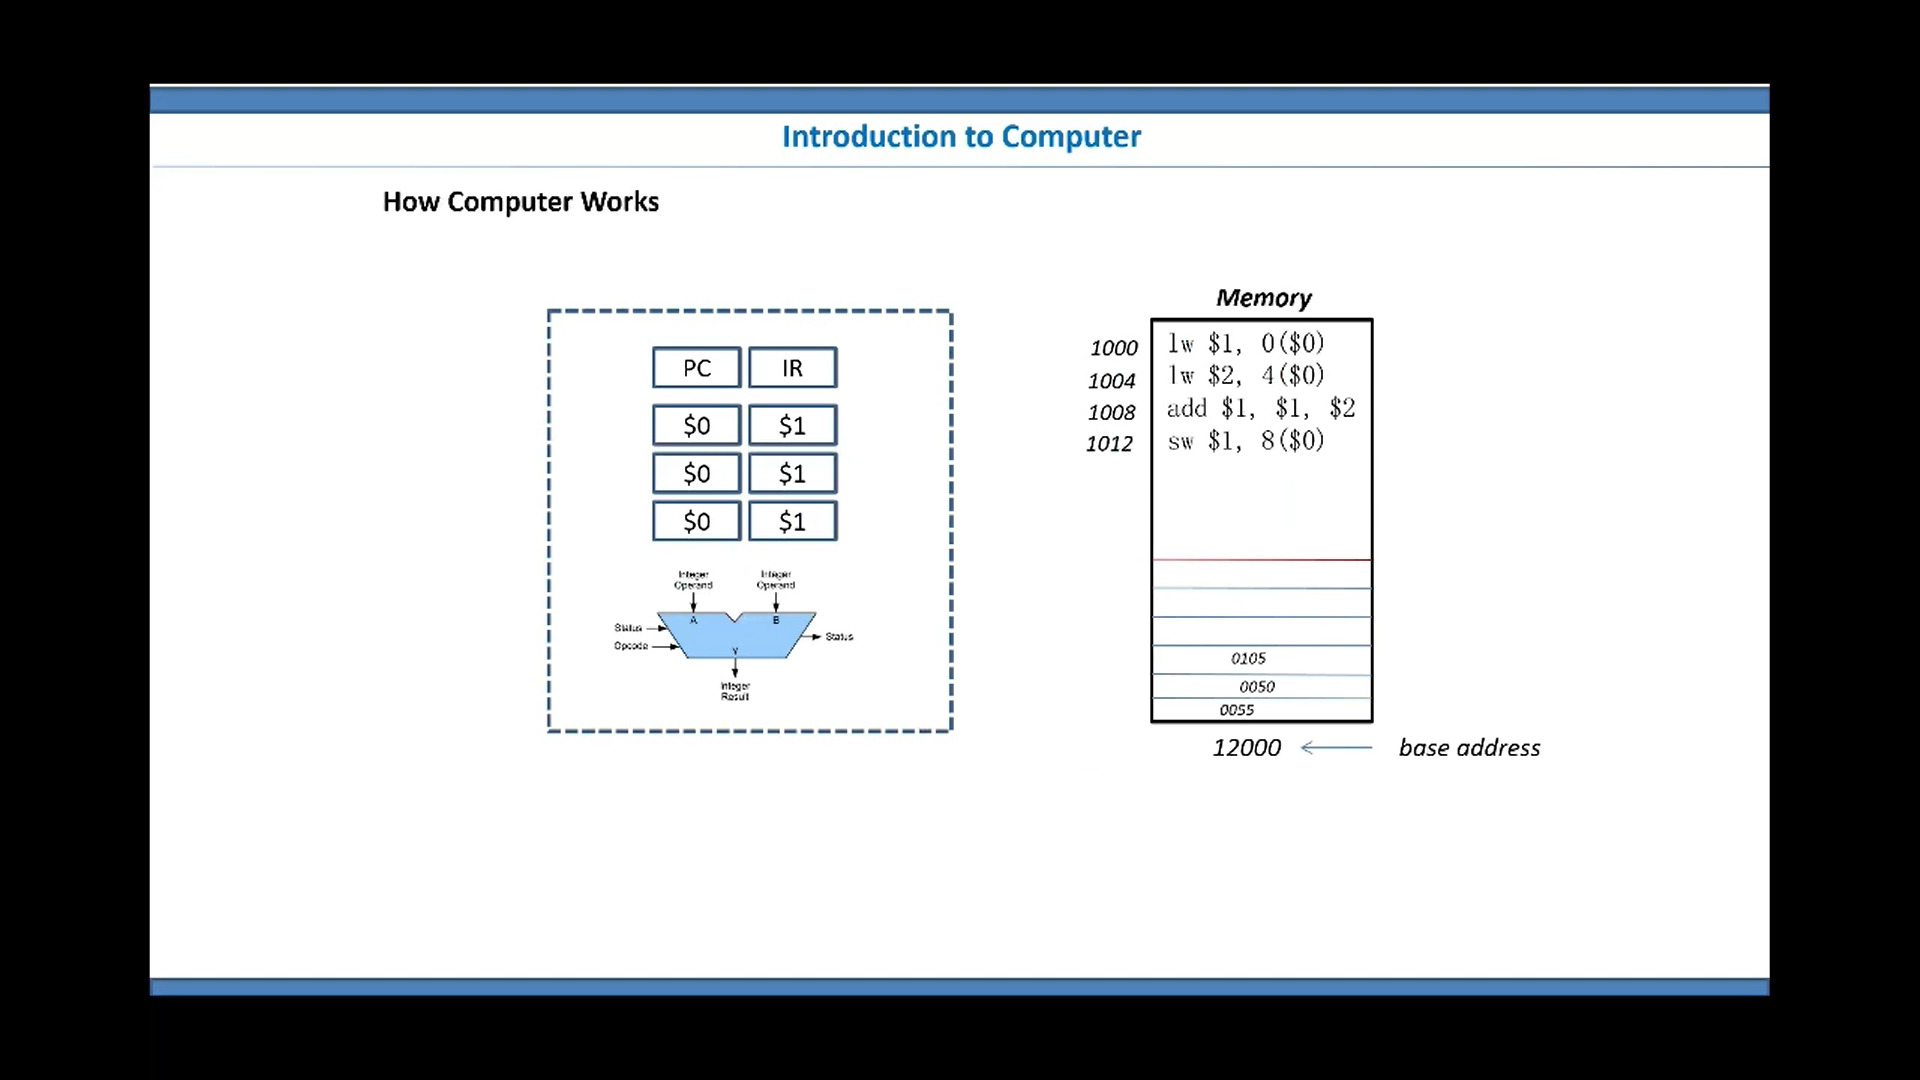 Introduction to Computer
How Computer Works
PC IR
$0 $1
$0 $1
$0 $1
Integer Operand
Integer Operand
A B
Status
Opcode
Status
Y
Integer Result
Memory
1000 lw $1, 0($0)
1004 lw $2, 4($0)
1008 add $1, $1, $2
1012 sw $1, 8($0)
0105
0050
0055
12000 base address